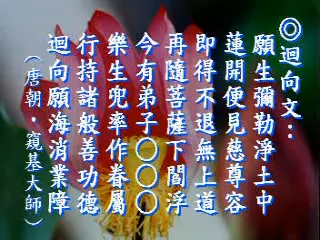 ◎迴向文：
願生彌勒淨土中
蓮開便見慈尊容
即得不退無上道
再隨菩薩下閻浮
今有弟子○○○
樂生兜率作眷屬
行持諸般善功德
迴向願海消業障
（唐朝・窺基大師）